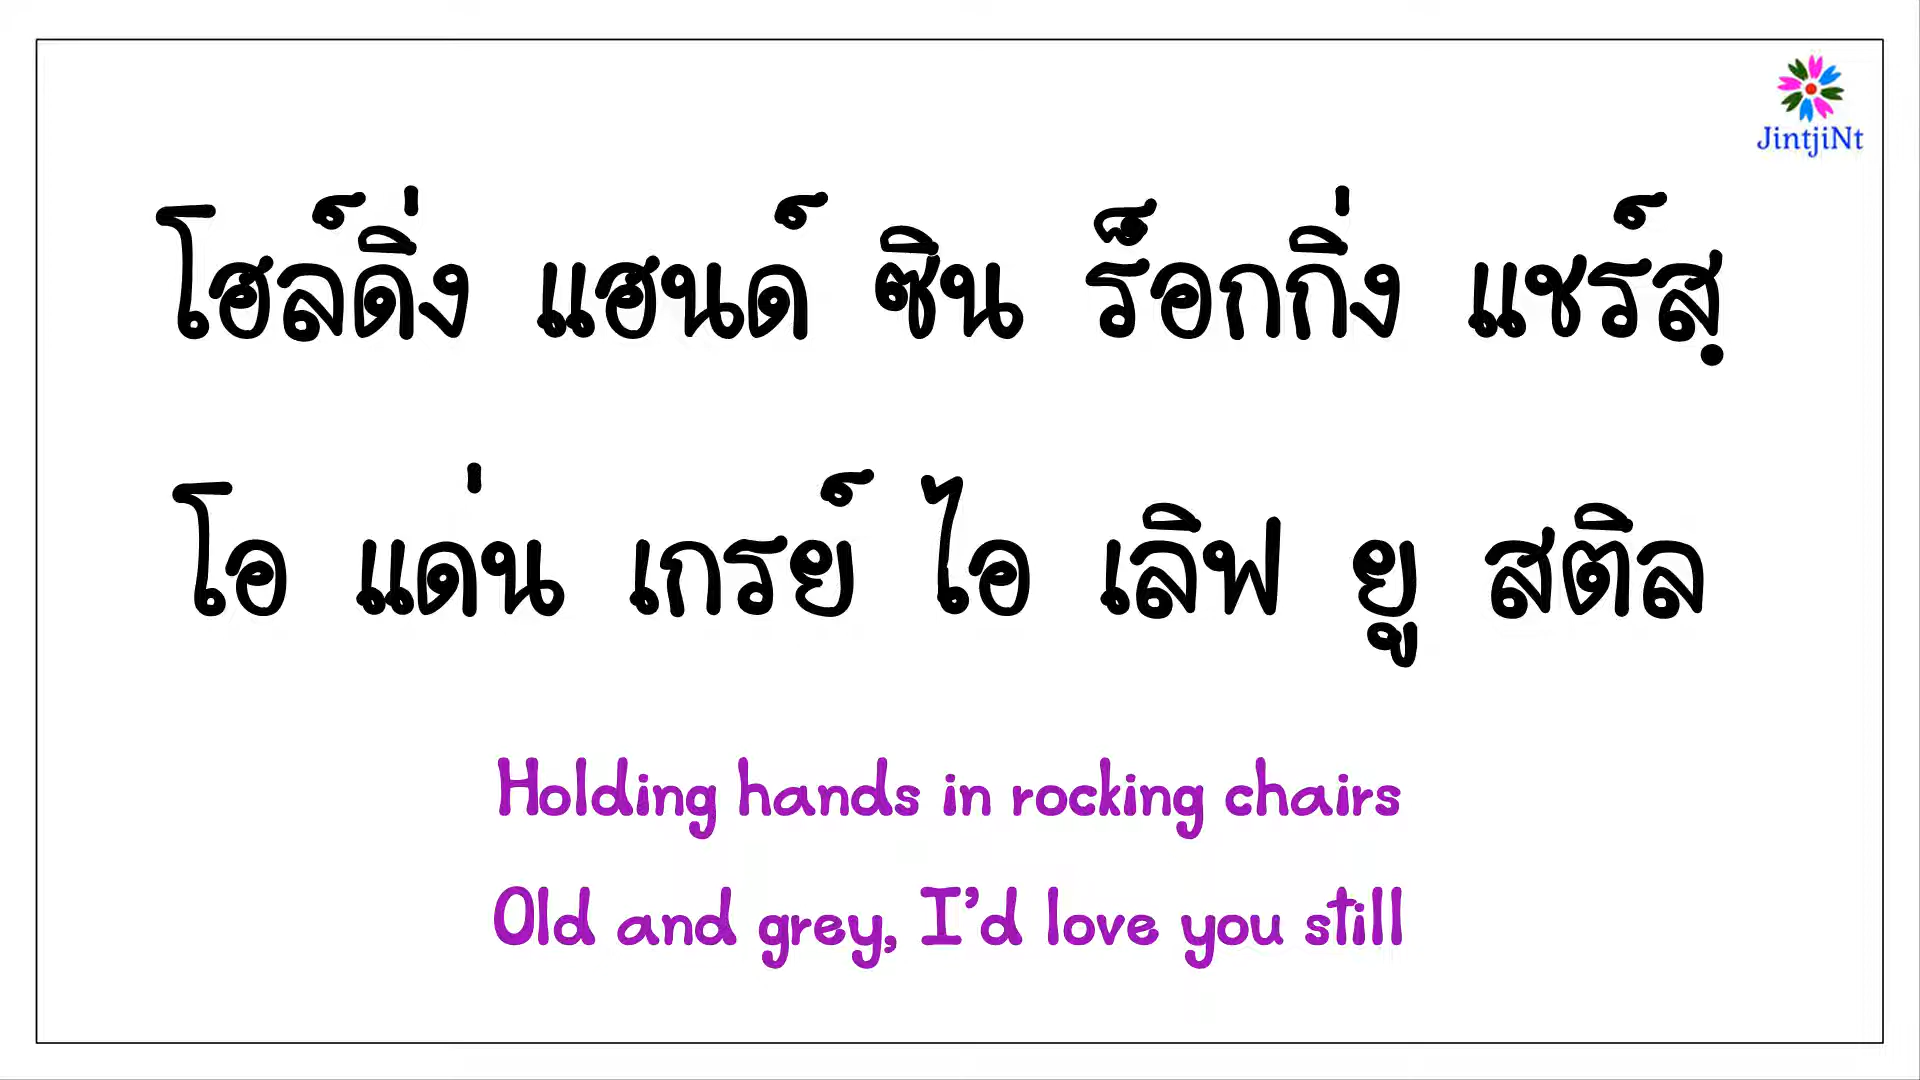 JintjiNt
โฮล์ดิ่ง แฮนด์ ซิน ร็อกกิ่ง แชร์สฺ
โอ แด่น เกรย์ ไอ เลิฟ ยู สติล
Holding hands in rocking chairs
Old and grey, I'd love you still